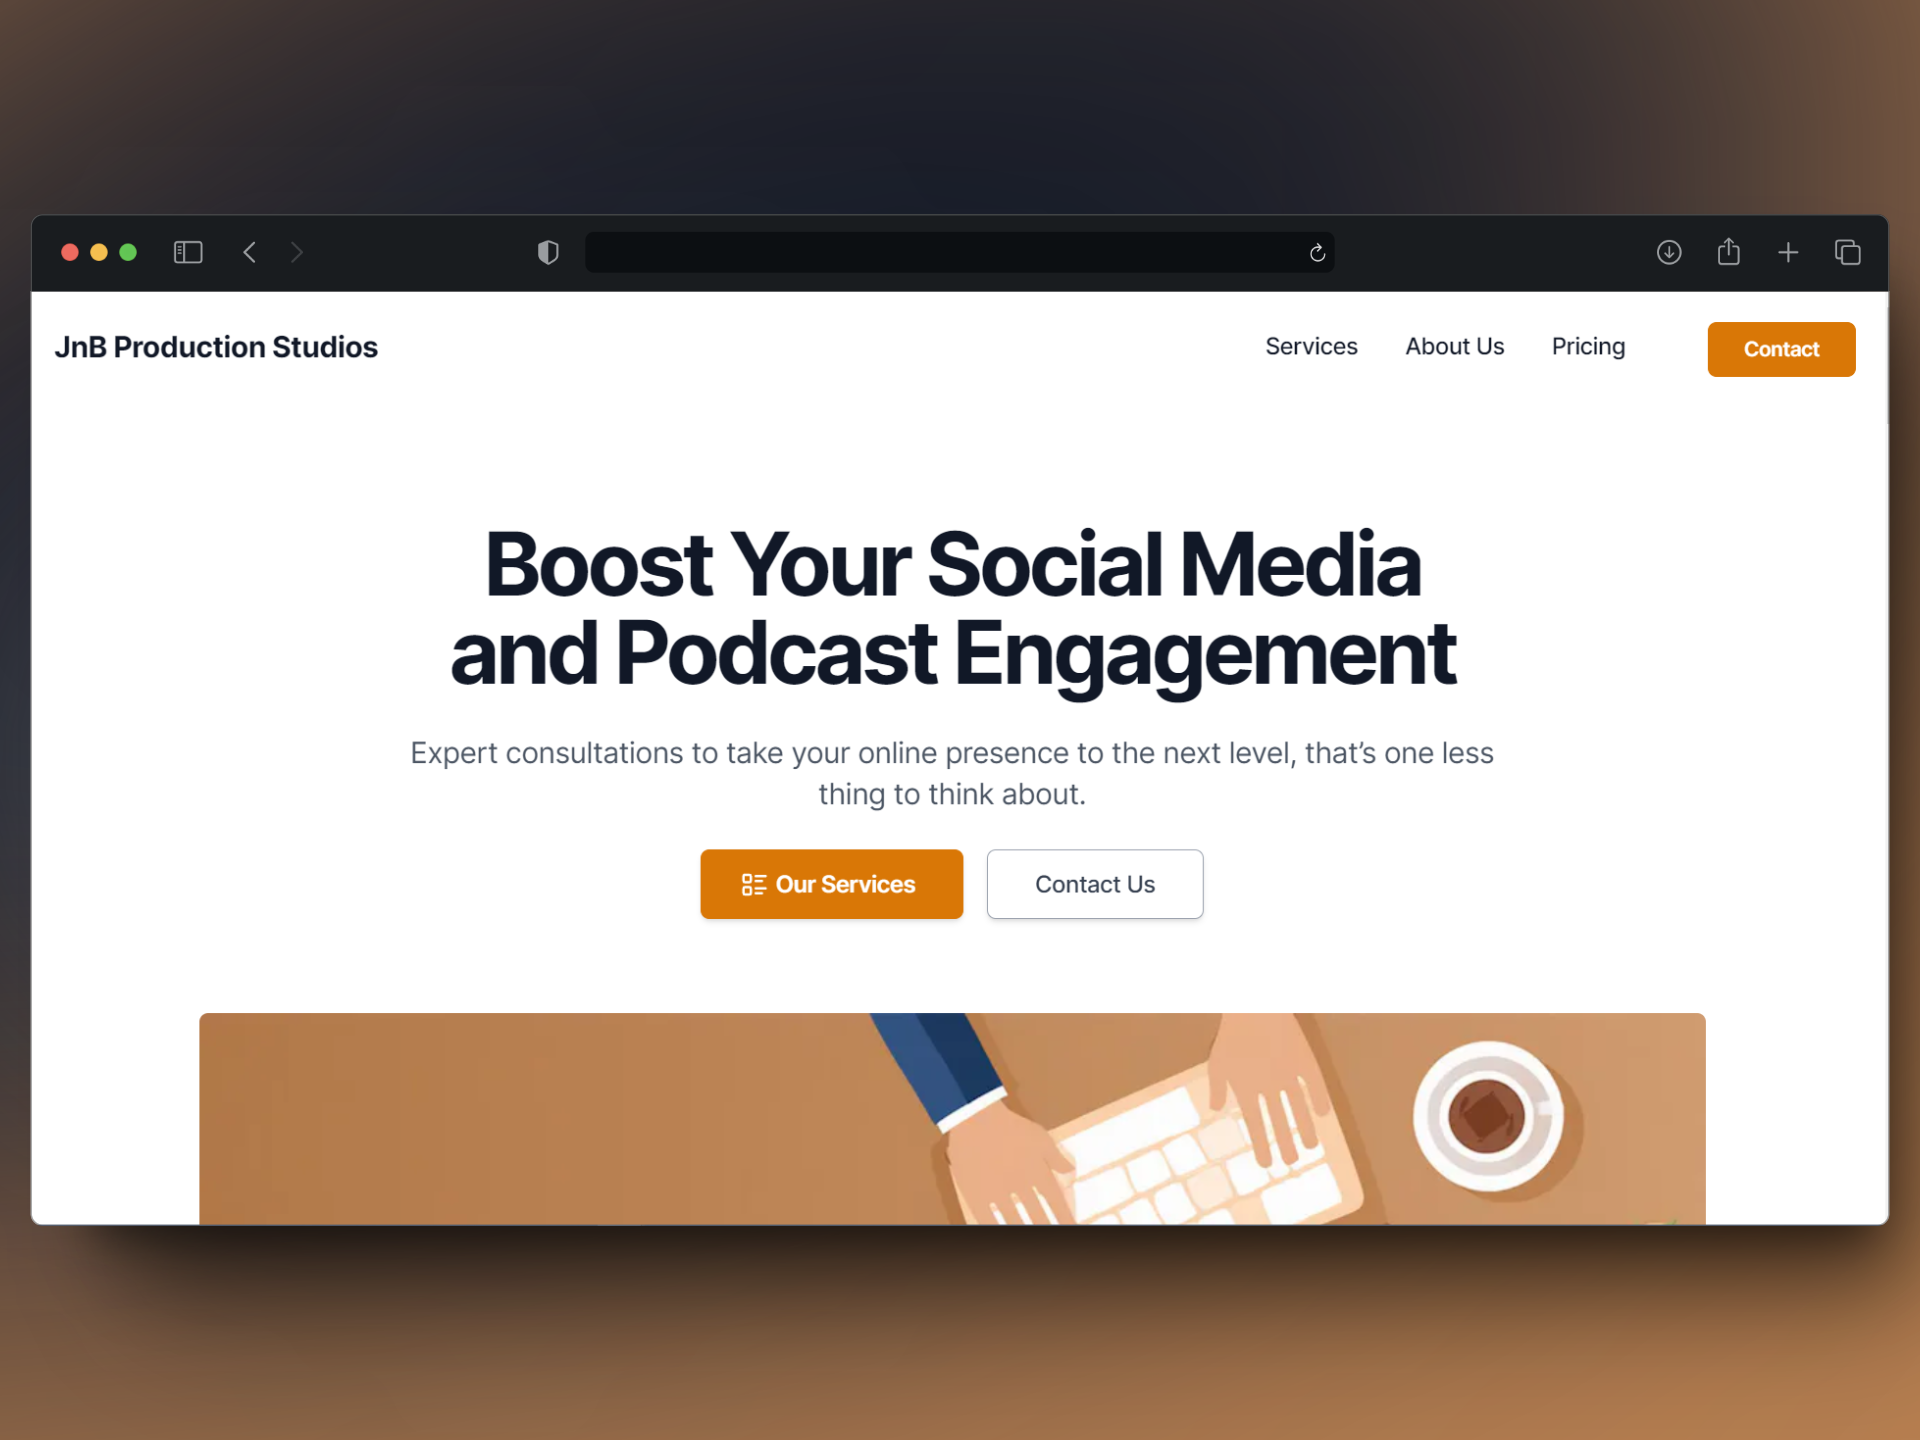 JnB Production Studios
Services
About Us
Pricing
Contact
Boost Your Social Media
and Podcast Engagement
Expert consultations to take your online presence to the next level, that’s one less
thing to think about.
Our Services
Contact Us